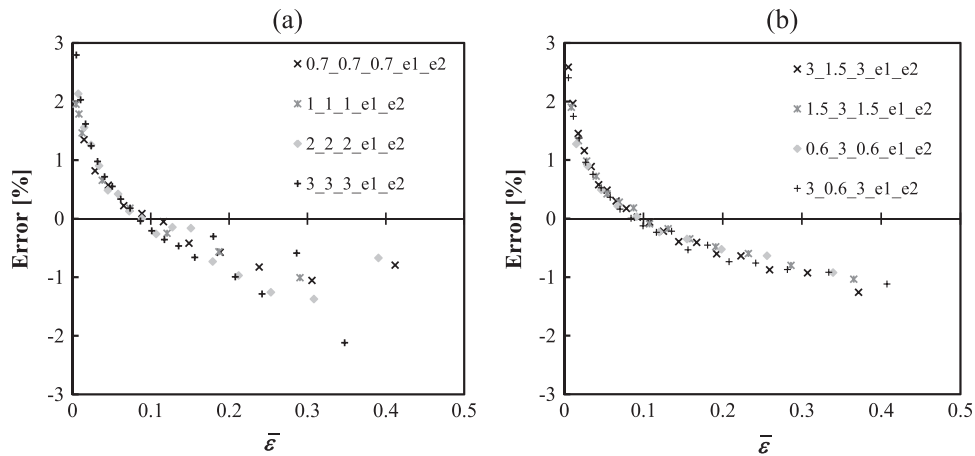 (a)
3
2
1
0
-1
-2
-3
Error [%]
0.7_0.7_0.7_e1_e2
1_1_1_e1_e2
2_2_2_e1_e2
3_3_3_e1_e2
0 0.1 0.2 0.3 0.4 0.5
ε̅
(b)
3
2
1
0
-1
-2
-3
Error [%]
3_1.5_3_e1_e2
1.5_3_1.5_e1_e2
0.6_3_0.6_e1_e2
3_0.6_3_e1_e2
0 0.1 0.2 0.3 0.4 0.5
ε̅